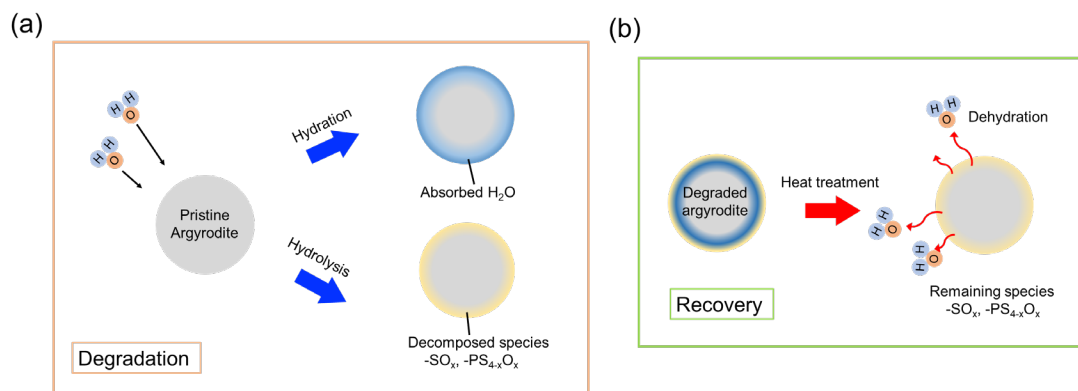 (a)
H
H
O
H
H
O
Pristine
Argyrodite
Hydration
Absorbed H₂O
Hydrolysis
Decomposed species
-SOₓ, -PS₄₋ₓOₓ
Degradation
(b)
Degraded
argyrodite
Heat treatment
H
H
O
Dehydration
H
H
O
H
H
O
Remaining species
-SOₓ, -PS₄₋ₓOₓ
Recovery